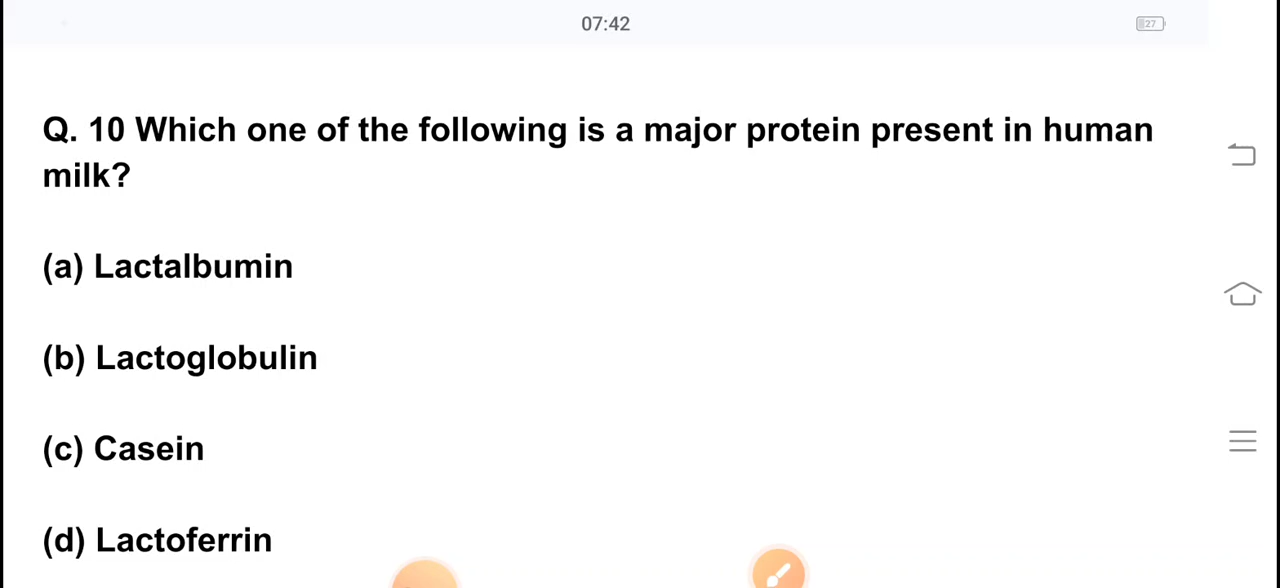 07:42
27
Q. 10 Which one of the following is a major protein present in human
milk?
(a) Lactalbumin
(b) Lactoglobulin
(c) Casein
(d) Lactoferrin